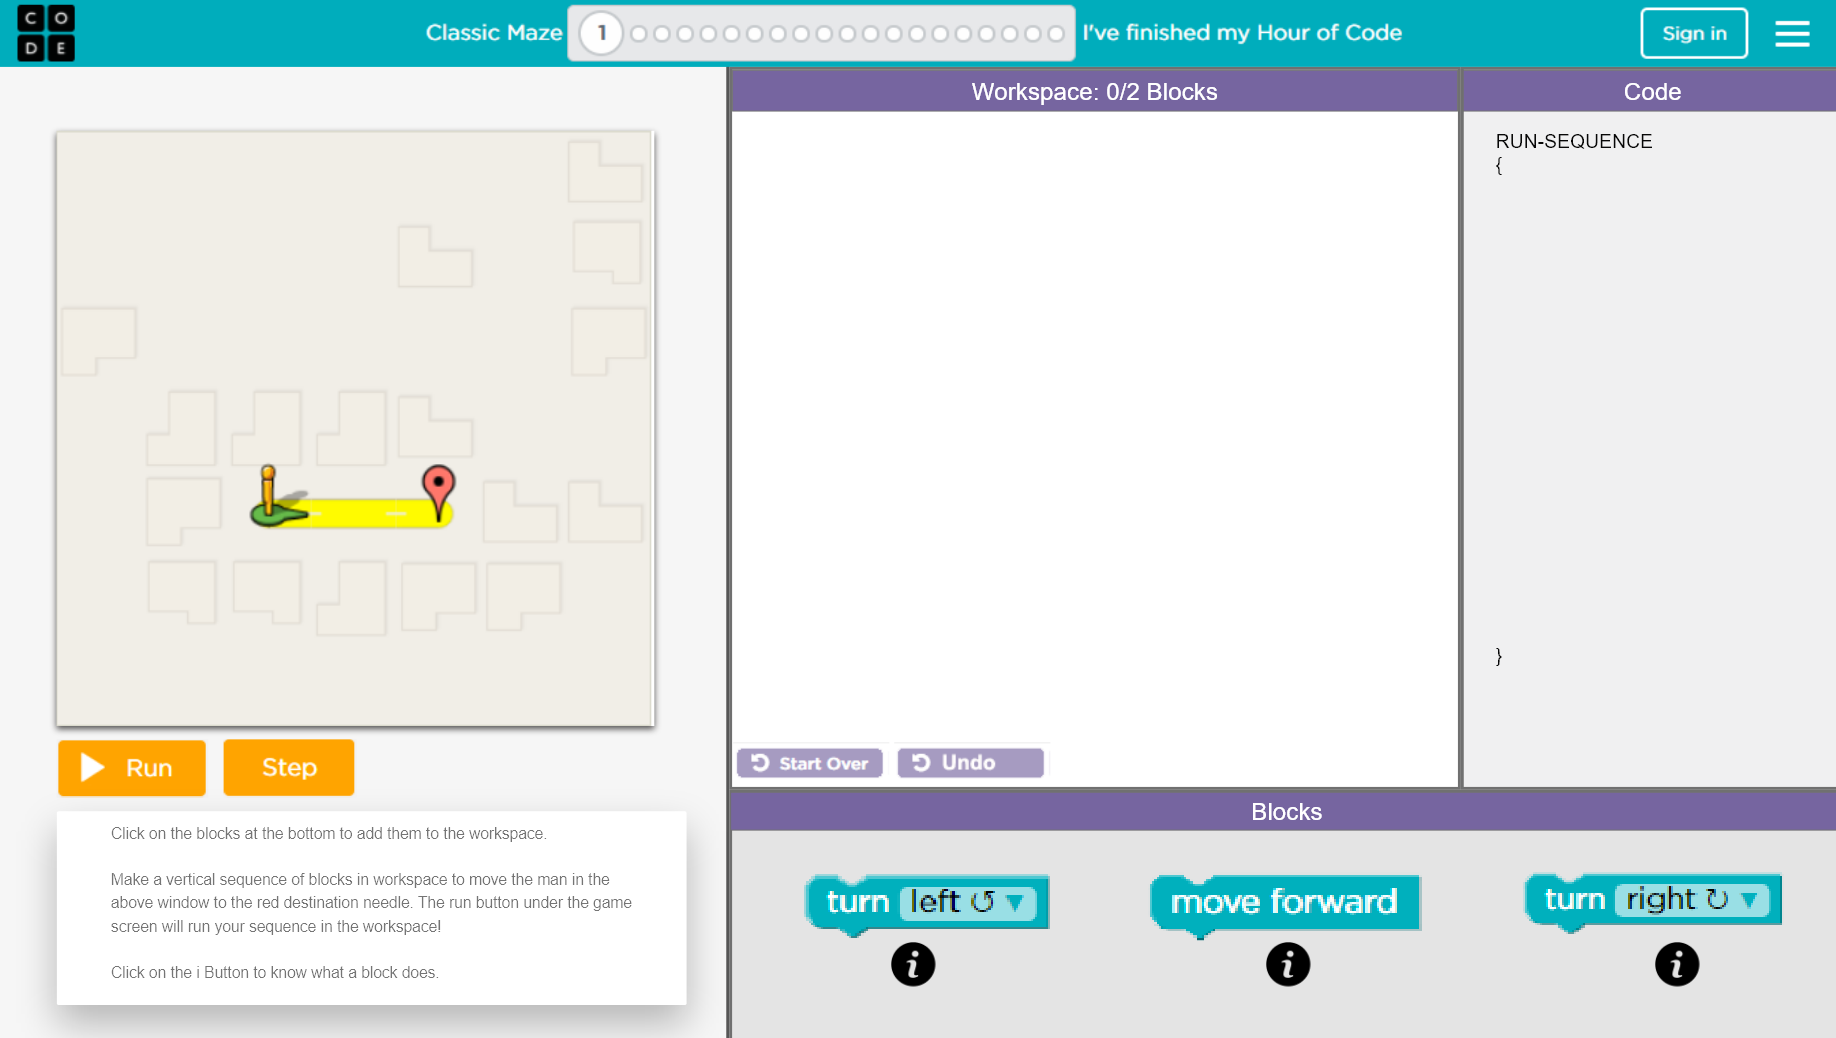 C O
D E
Classic Maze 1 I've finished my Hour of Code
Sign in
Workspace: 0/2 Blocks
Code
RUN-SEQUENCE
{
}
Run
Step
Start Over
Undo
Click on the blocks at the bottom to add them to the workspace.
Make a vertical sequence of blocks in workspace to move the man in the
above window to the red destination needle. The run button under the game
screen will run your sequence in the workspace!
Click on the i Button to know what a block does.
Blocks
turn left ↺ ▼
move forward
turn right ↻ ▼
i
i
i